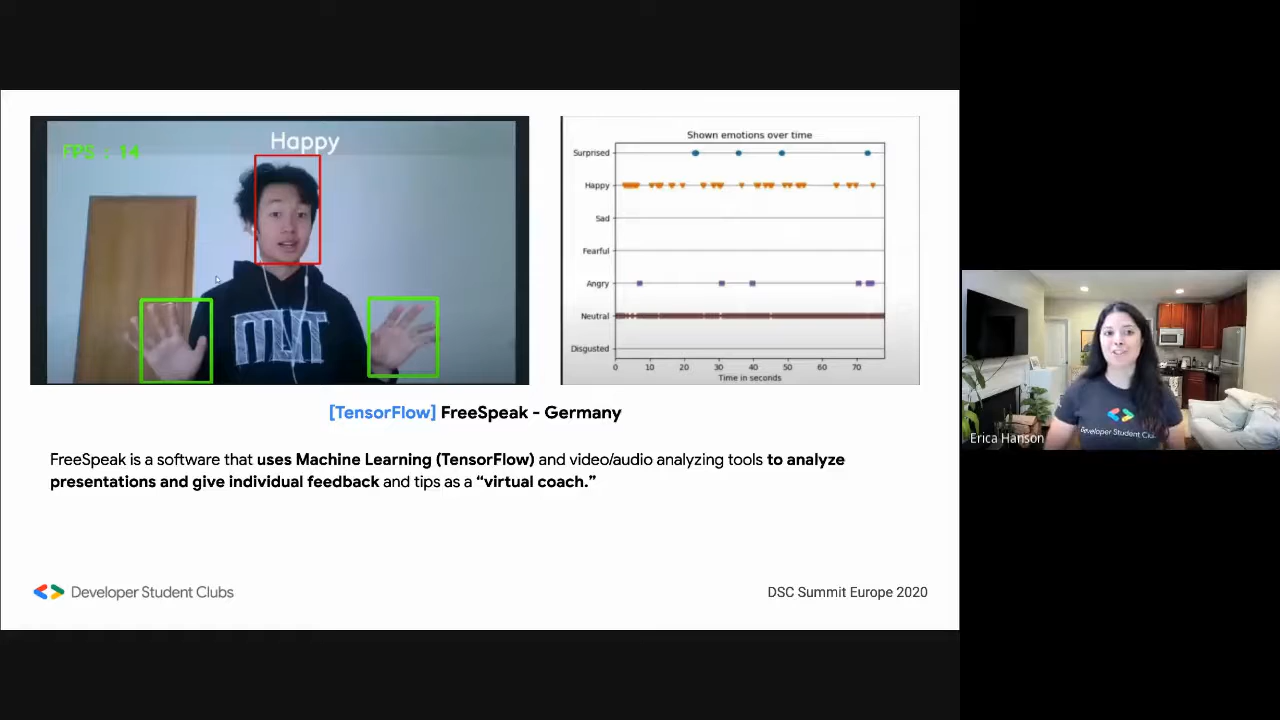 Happy
FPS : 14
Shown emotions over time
Surprised
Happy
Sad
Fearful
Angry
Neutral
Disgusted
0 10 20 30 40 50 60 70
Time in seconds
[TensorFlow] FreeSpeak - Germany
FreeSpeak is a software that uses Machine Learning (TensorFlow) and video/audio analyzing tools to analyze
presentations and give individual feedback and tips as a “virtual coach.”
Developer Student Clubs
DSC Summit Europe 2020
Developer Student
Erica Hanson